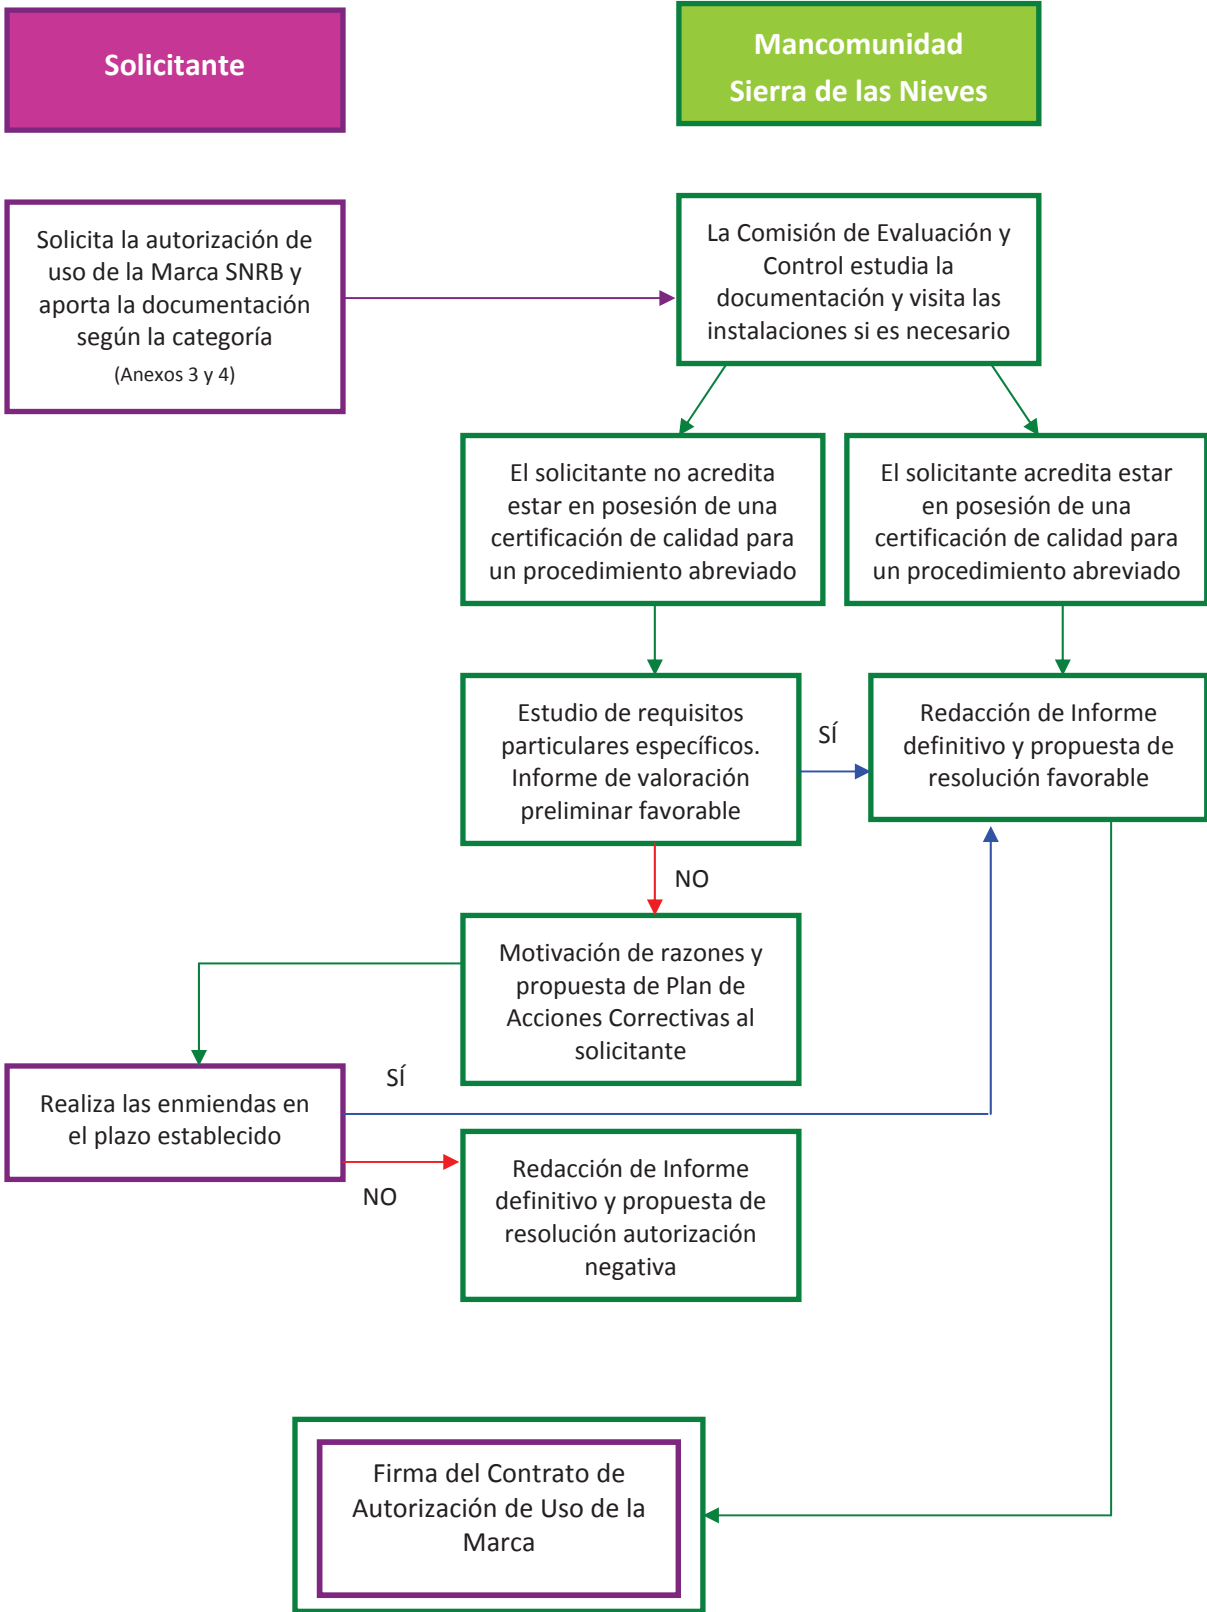 Solicitante
Mancomunidad
Sierra de las Nieves
Solicita la autorización de
uso de la Marca SNRB y
aporta la documentación
según la categoría
(Anexos 3 y 4)
La Comisión de Evaluación y
Control estudia la
documentación y visita las
instalaciones si es necesario
El solicitante no acredita
estar en posesión de una
certificación de calidad para
un procedimiento abreviado
El solicitante acredita estar
en posesión de una
certificación de calidad para
un procedimiento abreviado
Estudio de requisitos
particulares específicos.
Informe de valoración
preliminar favorable
SÍ
Redacción de Informe
definitivo y propuesta de
resolución favorable
NO
Motivación de razones y
propuesta de Plan de
Acciones Correctivas al
solicitante
Realiza las enmiendas en
el plazo establecido
SÍ
NO
Redacción de Informe
definitivo y propuesta de
resolución autorización
negativa
Firma del Contrato de
Autorización de Uso de la
Marca